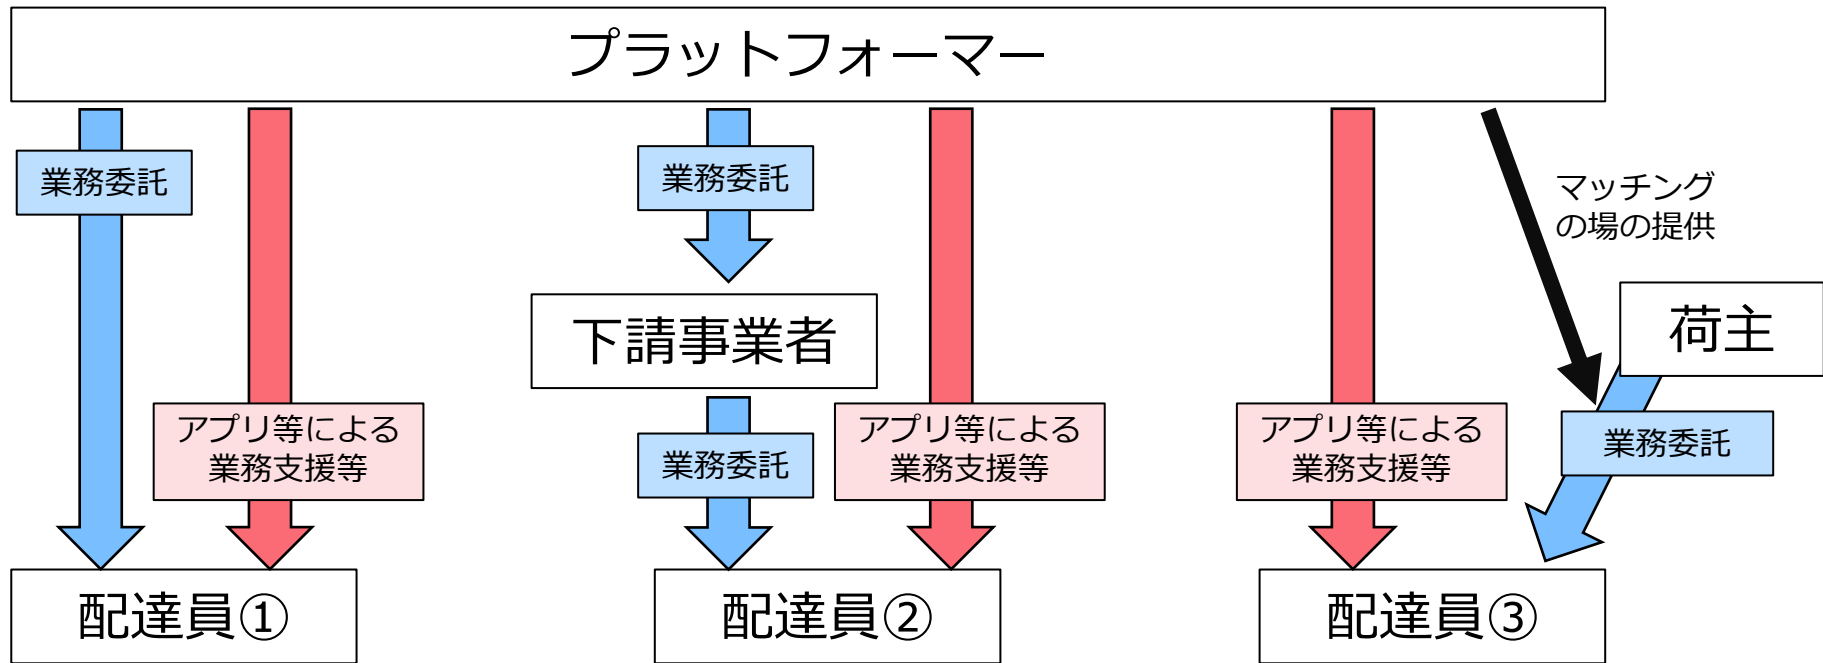 プラットフォーマー
業務委託
業務委託
マッチング
の場の提供
下請事業者
荷主
アプリ等による
業務支援等
業務委託
アプリ等による
業務支援等
アプリ等による
業務支援等
業務委託
配達員①
配達員②
配達員③